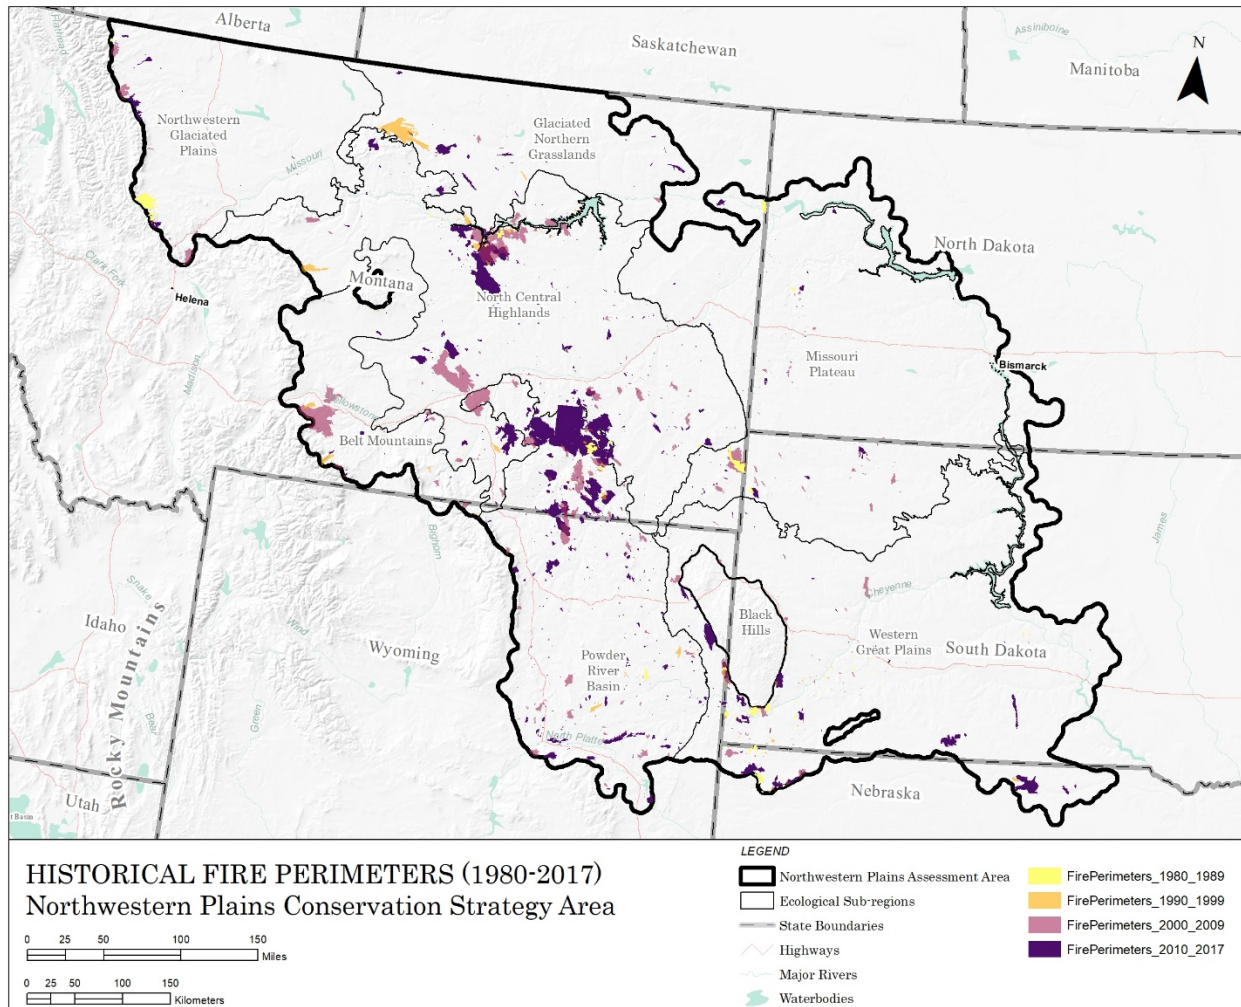 Alberta
Saskatchewan
Assiniboine
Manitoba
N
Flathead
Northwestern
Glaciated
Plains
Glaciated
Northern
Grasslands
Missouri
North Dakota
Clark Fork
Montana
Helena
North Central
Highlands
Missouri
Plateau
Bismarck
Madison
Yellowstone
Belt Mountains
Bighorn
James
Snake
Cheyenne
Idaho
Wind
Wyoming
Black
Hills
Western
Great Plains
South Dakota
Powder
River
Basin
Rocky Mountains
Bear
Green
North Platte
Utah
Nebraska
t Basin
HISTORICAL FIRE PERIMETERS (1980-2017)
Northwestern Plains Conservation Strategy Area
0 25 50 100 150
Miles
0 25 50 100 150
Kilometers
LEGEND
Northwestern Plains Assessment Area
Ecological Sub-regions
State Boundaries
Highways
Major Rivers
Waterbodies
FirePerimeters_1980_1989
FirePerimeters_1990_1999
FirePerimeters_2000_2009
FirePerimeters_2010_2017